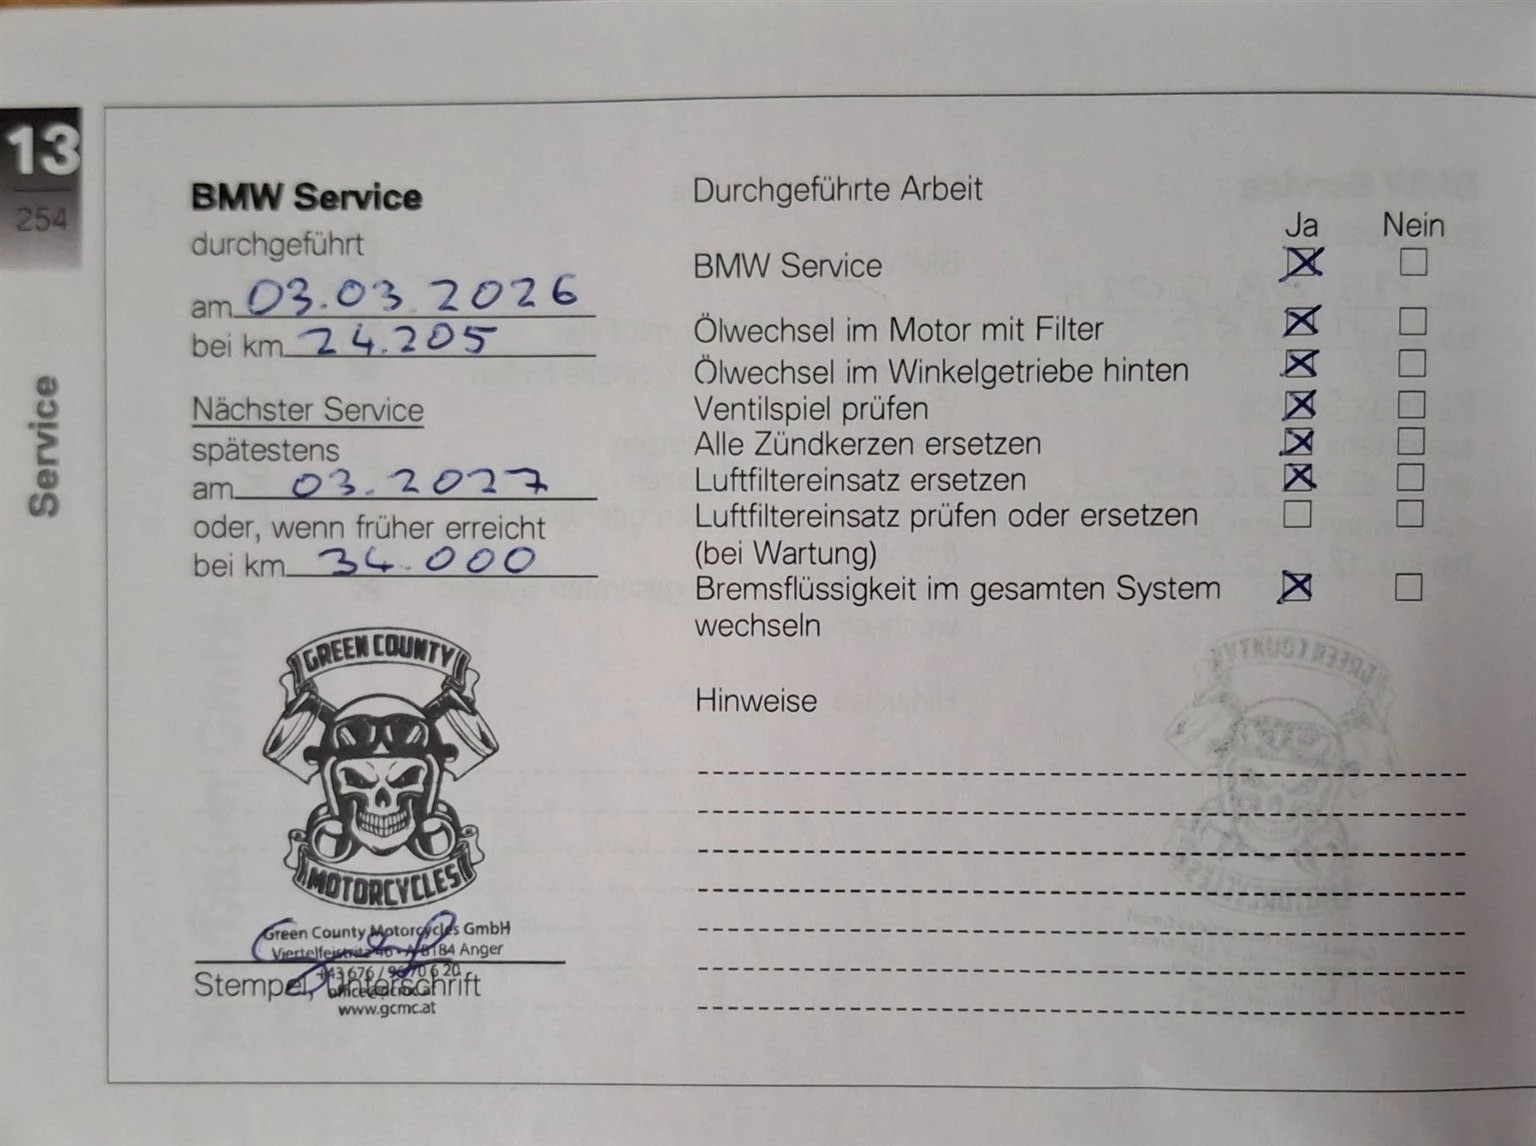 13
254
Service
BMW Service
durchgeführt
am 03.03.2026
bei km 24.205
Nächster Service
spätestens
am 03.2027
oder, wenn früher erreicht
bei km 34.000
GREEN COUNTY
MOTORCYCLES
Green County Motorcycles GmbH
Viertelfeistritz 46 · A-8184 Anger
Stempel, Unterschrift
www.gcmc.at
Durchgeführte Arbeit
Ja Nein
BMW Service
Ölwechsel im Motor mit Filter
Ölwechsel im Winkelgetriebe hinten
Ventilspiel prüfen
Alle Zündkerzen ersetzen
Luftfiltereinsatz ersetzen
Luftfiltereinsatz prüfen oder ersetzen
(bei Wartung)
Bremsflüssigkeit im gesamten System
wechseln
Hinweise